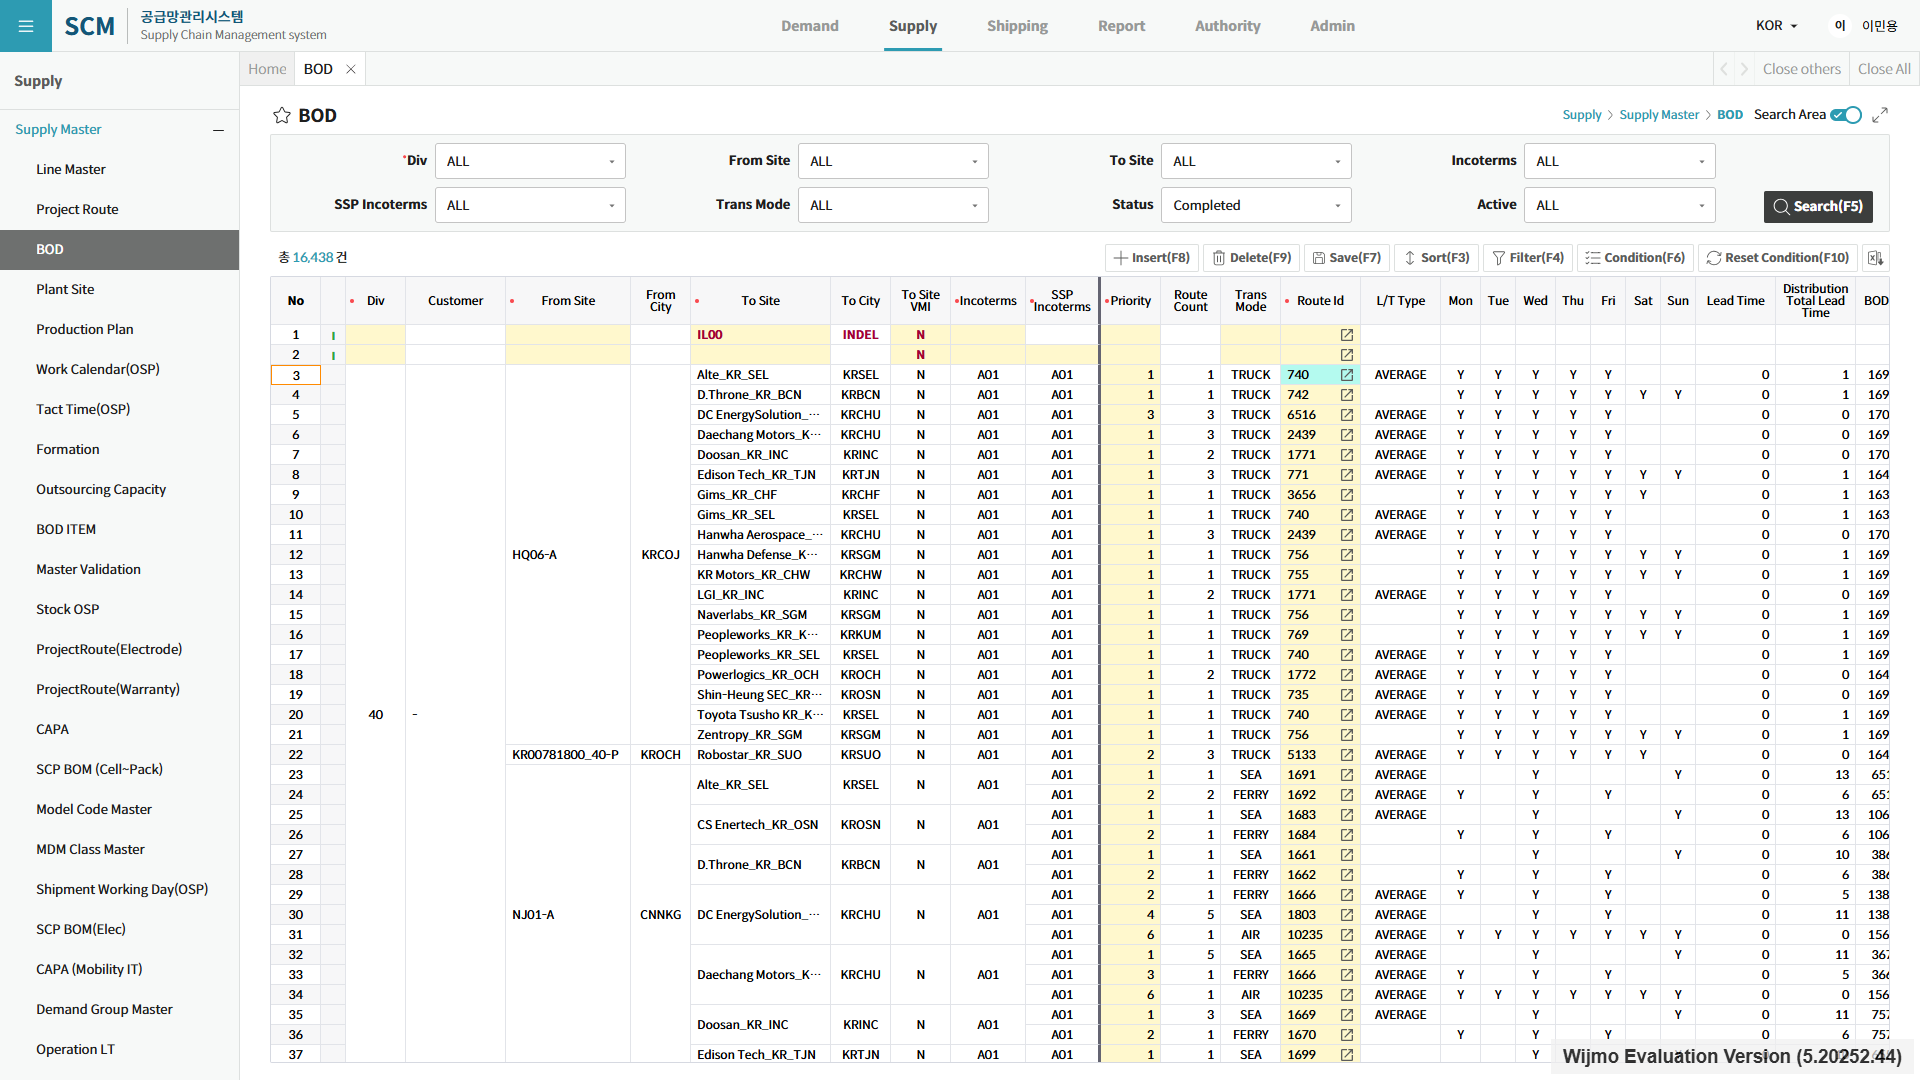 SCM 공급망관리시스템
Supply Chain Management system
Demand Supply Shipping Report Authority Admin
KOR 이 이민용
Supply
Home BOD Close others Close All
Supply Master
Line Master
Project Route
BOD
Plant Site
Production Plan
Work Calendar(OSP)
Tact Time(OSP)
Formation
Outsourcing Capacity
BOD ITEM
Master Validation
Stock OSP
ProjectRoute(Electrode)
ProjectRoute(Warranty)
CAPA
SCP BOM (Cell~Pack)
Model Code Master
MDM Class Master
Shipment Working Day(OSP)
SCP BOM(Elec)
CAPA (Mobility IT)
Demand Group Master
Operation LT
BOD
Supply > Supply Master > BOD Search Area
*Div ALL From Site ALL To Site ALL Incoterms ALL
SSP Incoterms ALL Trans Mode ALL Status Completed Active ALL Search(F5)
총 16,438 건
Insert(F8) Delete(F9) Save(F7) Sort(F3) Filter(F4) Condition(F6) Reset Condition(F10)
No Div Customer From Site From City To Site To City To Site VMI Incoterms SSP Incoterms Priority Route Count Trans Mode Route Id L/T Type Mon Tue Wed Thu Fri Sat Sun Lead Time Distribution Total Lead Time BOD
1 I IL00 INDEL N
2 I N
3 Alte_KR_SEL KRSEL N A01 A01 1 1 TRUCK 740 AVERAGE Y Y Y Y Y 0 1 169
4 D.Throne_KR_BCN KRBCN N A01 A01 1 1 TRUCK 742 Y Y Y Y Y Y Y 0 1 169
5 DC EnergySolution_··· KRCHU N A01 A01 3 3 TRUCK 6516 AVERAGE Y Y Y Y Y 0 0 170
6 Daechang Motors_K··· KRCHU N A01 A01 1 3 TRUCK 2439 AVERAGE Y Y Y Y Y 0 0 169
7 Doosan_KR_INC KRINC N A01 A01 1 2 TRUCK 1771 AVERAGE Y Y Y Y Y 0 0 170
8 Edison Tech_KR_TJN KRTJN N A01 A01 1 3 TRUCK 771 AVERAGE Y Y Y Y Y Y Y 0 1 164
9 Gims_KR_CHF KRCHF N A01 A01 1 1 TRUCK 3656 Y Y Y Y Y Y 0 1 163
10 Gims_KR_SEL KRSEL N A01 A01 1 1 TRUCK 740 AVERAGE Y Y Y Y Y 0 1 163
11 Hanwha Aerospace_··· KRCHU N A01 A01 1 3 TRUCK 2439 AVERAGE Y Y Y Y Y 0 0 170
12 HQ06-A KRCOJ Hanwha Defense_K··· KRSGM N A01 A01 1 1 TRUCK 756 Y Y Y Y Y Y Y 0 1 169
13 KR Motors_KR_CHW KRCHW N A01 A01 1 1 TRUCK 755 Y Y Y Y Y Y Y 0 1 169
14 LGI_KR_INC KRINC N A01 A01 1 2 TRUCK 1771 AVERAGE Y Y Y Y Y 0 0 169
15 Naverlabs_KR_SGM KRSGM N A01 A01 1 1 TRUCK 756 Y Y Y Y Y Y Y 0 1 169
16 Peopleworks_KR_K··· KRKUM N A01 A01 1 1 TRUCK 769 Y Y Y Y Y Y Y 0 1 169
17 Peopleworks_KR_SEL KRSEL N A01 A01 1 1 TRUCK 740 AVERAGE Y Y Y Y Y 0 1 169
18 Powerlogics_KR_OCH KROCH N A01 A01 1 2 TRUCK 1772 AVERAGE Y Y Y Y Y 0 0 164
19 Shin-Heung SEC_KR··· KROSN N A01 A01 1 1 TRUCK 735 AVERAGE Y Y Y Y Y 0 0 169
20 40 - Toyota Tsusho KR_K··· KRSEL N A01 A01 1 1 TRUCK 740 AVERAGE Y Y Y Y Y 0 1 169
21 Zentropy_KR_SGM KRSGM N A01 A01 1 1 TRUCK 756 Y Y Y Y Y Y Y 0 1 169
22 KR00781800_40-P KROCH Robostar_KR_SUO KRSUO N A01 A01 2 3 TRUCK 5133 AVERAGE Y Y Y Y Y Y 0 0 164
23 Alte_KR_SEL KRSEL N A01 A01 1 1 SEA 1691 AVERAGE Y Y 0 13 651
24 A01 2 2 FERRY 1692 AVERAGE Y Y Y 0 6 651
25 CS Enertech_KR_OSN KROSN N A01 A01 1 1 SEA 1683 AVERAGE Y Y 0 13 106
26 A01 2 1 FERRY 1684 Y Y Y 0 6 106
27 D.Throne_KR_BCN KRBCN N A01 A01 1 1 SEA 1661 Y Y 0 10 386
28 A01 2 1 FERRY 1662 Y Y Y 0 6 386
29 A01 2 1 FERRY 1666 AVERAGE Y Y Y 0 5 138
30 NJ01-A CNNKG DC EnergySolution_··· KRCHU N A01 A01 4 5 SEA 1803 AVERAGE Y Y 0 11 138
31 A01 6 1 AIR 10235 AVERAGE Y Y Y Y Y Y Y 0 0 156
32 A01 1 5 SEA 1665 AVERAGE Y Y 0 11 367
33 Daechang Motors_K··· KRCHU N A01 A01 3 1 FERRY 1666 AVERAGE Y Y Y 0 5 366
34 A01 6 1 AIR 10235 AVERAGE Y Y Y Y Y Y Y 0 0 156
35 Doosan_KR_INC KRINC N A01 A01 1 3 SEA 1669 AVERAGE Y Y 0 11 757
36 A01 2 1 FERRY 1670 Y Y Y 0 6 757
37 Edison Tech_KR_TJN KRTJN N A01 A01 1 1 SEA 1699 Y
Wijmo Evaluation Version (5.20252.44)